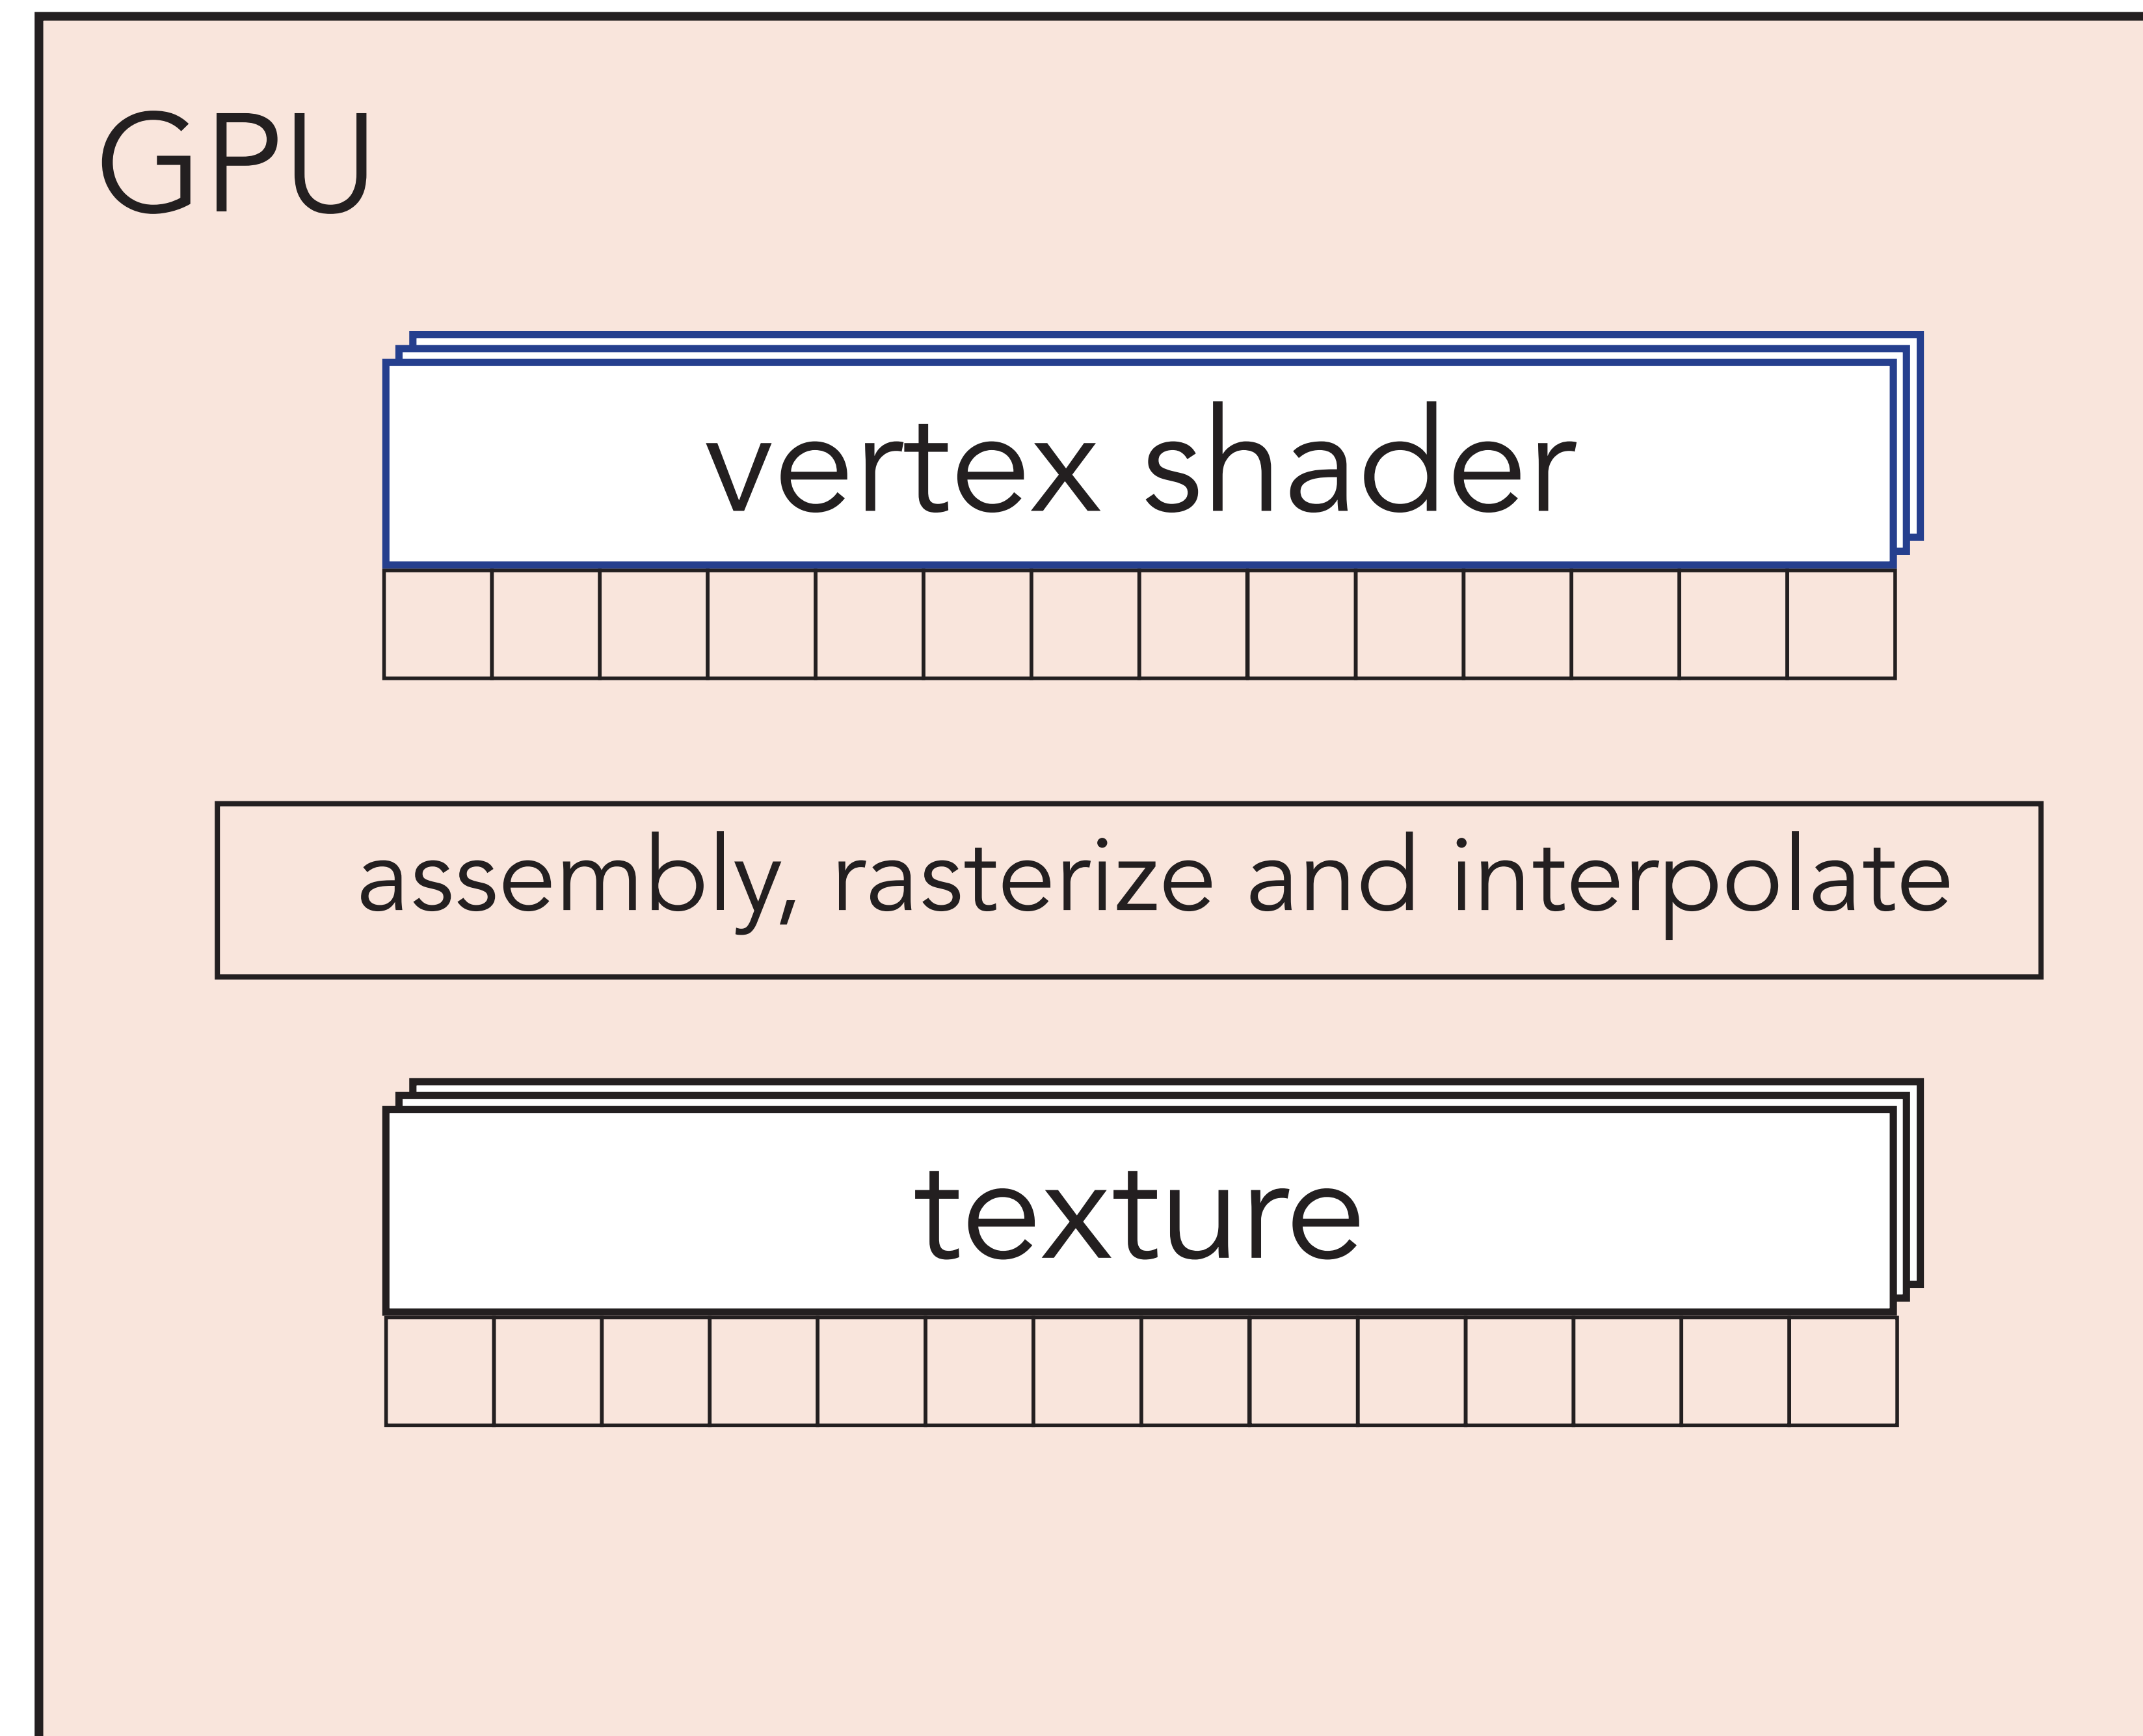 GPU
vertex shader
assembly, rasterize and interpolate
texture